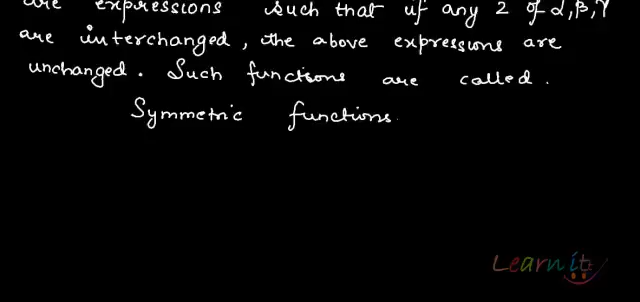 are expressions such that if any 2 of α, β, γ
are interchanged, the above expressions are
unchanged. Such functions are called.
Symmetric functions.
Learnit